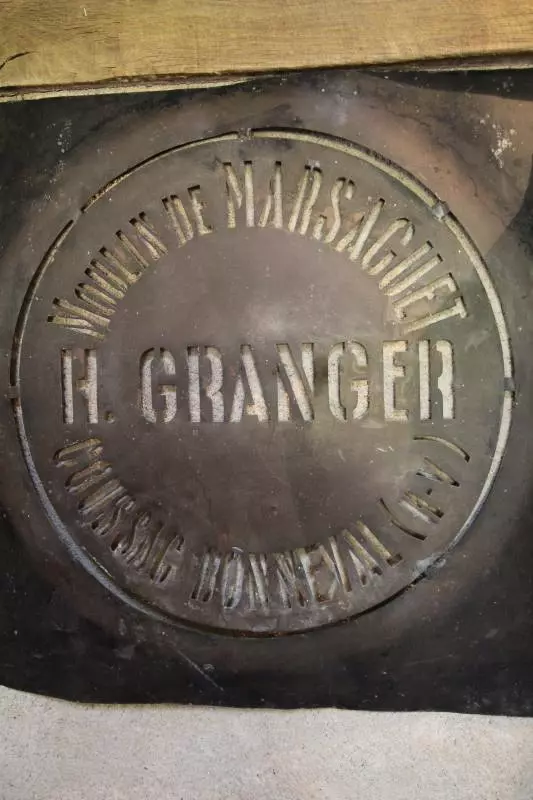 MOULIN DE MARSAGUET
H. GRANGER
COUSSAC BONNEVAL (H-V)